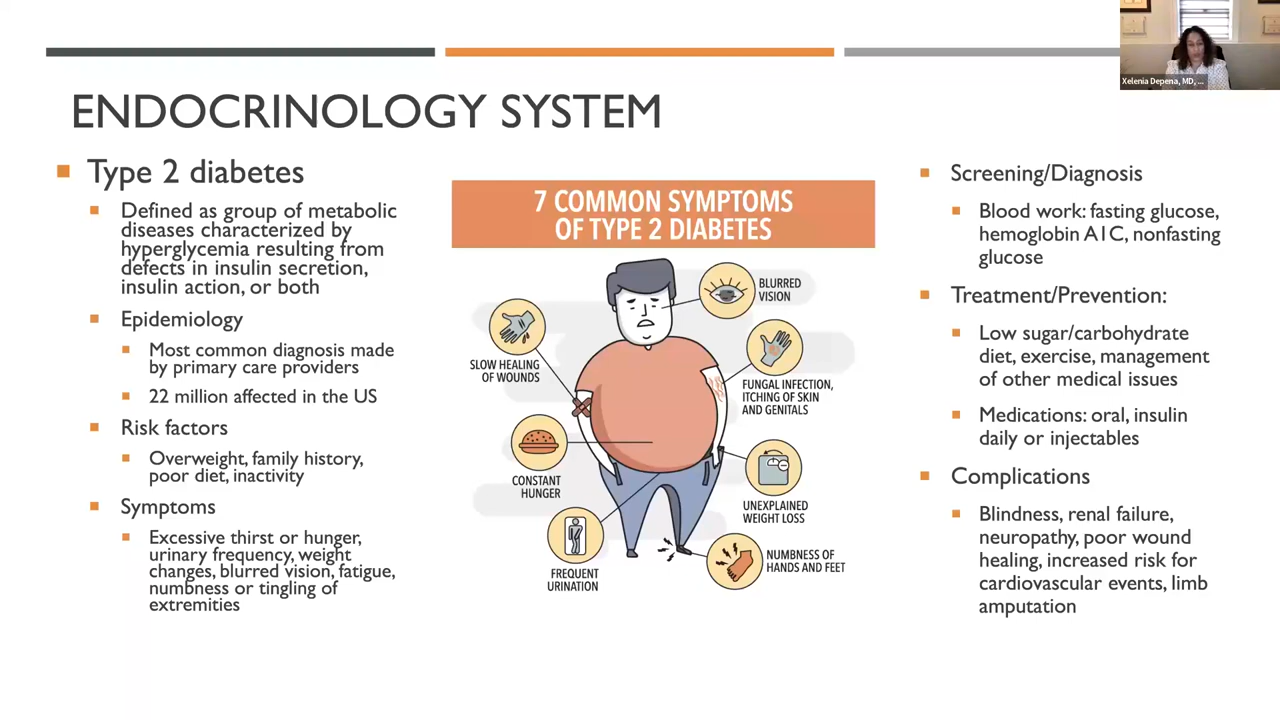 Xelenia Depena, MD, ...
ENDOCRINOLOGY SYSTEM
Type 2 diabetes
Defined as group of metabolic
diseases characterized by
hyperglycemia resulting from
defects in insulin secretion,
insulin action, or both
Epidemiology
Most common diagnosis made
by primary care providers
22 million affected in the US
Risk factors
Overweight, family history,
poor diet, inactivity
Symptoms
Excessive thirst or hunger,
urinary frequency, weight
changes, blurred vision, fatigue,
numbness or tingling of
extremities
7 COMMON SYMPTOMS
OF TYPE 2 DIABETES
BLURRED
VISION
SLOW HEALING
OF WOUNDS
FUNGAL INFECTION,
ITCHING OF SKIN
AND GENITALS
CONSTANT
HUNGER
UNEXPLAINED
WEIGHT LOSS
FREQUENT
URINATION
NUMBNESS OF
HANDS AND FEET
Screening/Diagnosis
Blood work: fasting glucose,
hemoglobin A1C, nonfasting
glucose
Treatment/Prevention:
Low sugar/carbohydrate
diet, exercise, management
of other medical issues
Medications: oral, insulin
daily or injectables
Complications
Blindness, renal failure,
neuropathy, poor wound
healing, increased risk for
cardiovascular events, limb
amputation